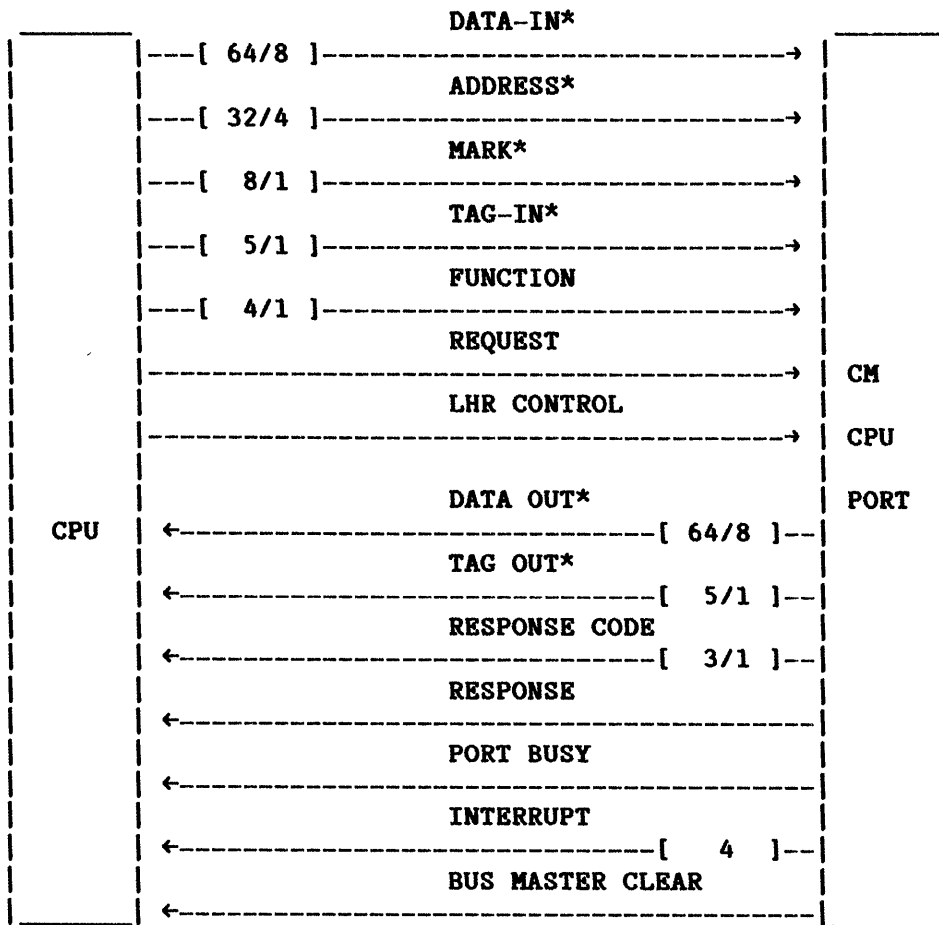 DATA-IN*
---[ 64/8 ]------------------------------→
ADDRESS*
---[ 32/4 ]------------------------------→
MARK*
---[ 8/1 ]------------------------------→
TAG-IN*
---[ 5/1 ]------------------------------→
FUNCTION
---[ 4/1 ]------------------------------→
REQUEST
----------------------------------------→ CM
LHR CONTROL
----------------------------------------→ CPU
DATA OUT* PORT
CPU ←------------------------------[ 64/8 ]--
TAG OUT*
←------------------------------[ 5/1 ]--
RESPONSE CODE
←------------------------------[ 3/1 ]--
RESPONSE
←----------------------------------------
PORT BUSY
←----------------------------------------
INTERRUPT
←------------------------------[ 4 ]--
BUS MASTER CLEAR
←----------------------------------------